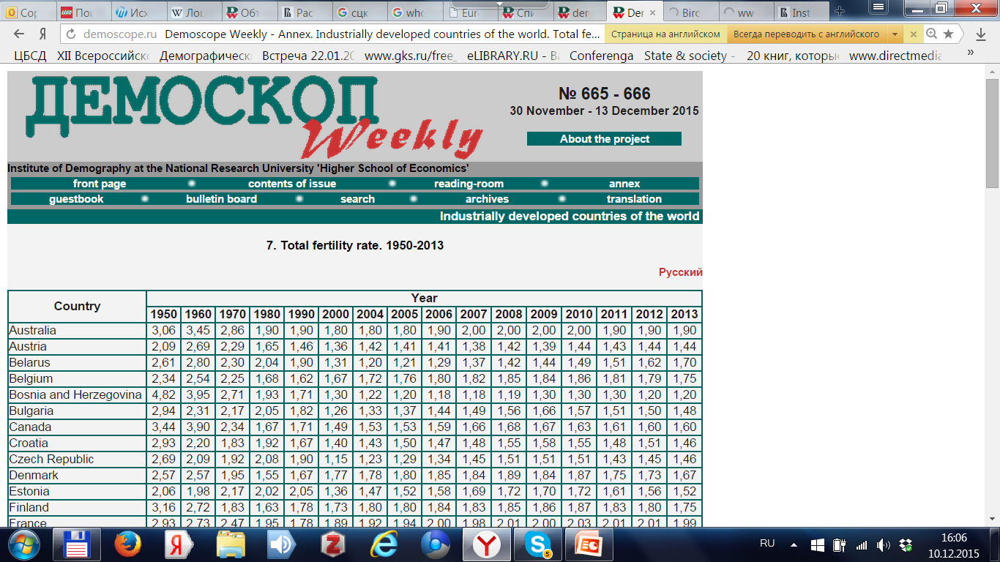 Сор Пои Исх Лоц Обт Рас сцк who Euro Спи den Der Birc ww Inst
demoscope.ru Demoscope Weekly - Annex. Industrially developed countries of the world. Total fe... Страница на английском Всегда переводить с английского
ЦБСД XII Всероссийск Демографическ Встреча 22.01.20 www.gks.ru/free_ eLIBRARY.RU - Conferenga State & society - 20 книг, которые www.directmedia »
ДЕМОСКОП Weekly
№ 665 - 666
30 November - 13 December 2015
About the project
Institute of Demography at the National Research University 'Higher School of Economics'
front page contents of issue reading-room annex
guestbook bulletin board search archives translation
Industrially developed countries of the world
7. Total fertility rate. 1950-2013
Русский
Country Year
1950 1960 1970 1980 1990 2000 2004 2005 2006 2007 2008 2009 2010 2011 2012 2013
Australia 3,06 3,45 2,86 1,90 1,90 1,80 1,80 1,80 1,90 2,00 2,00 2,00 2,00 1,90 1,90 1,90
Austria 2,09 2,69 2,29 1,65 1,46 1,36 1,42 1,41 1,41 1,38 1,42 1,39 1,44 1,43 1,44 1,44
Belarus 2,61 2,80 2,30 2,04 1,90 1,31 1,20 1,21 1,29 1,37 1,42 1,44 1,49 1,51 1,62 1,70
Belgium 2,34 2,54 2,25 1,68 1,62 1,67 1,72 1,76 1,80 1,82 1,85 1,84 1,86 1,81 1,79 1,75
Bosnia and Herzegovina 4,82 3,95 2,71 1,93 1,71 1,30 1,22 1,20 1,18 1,18 1,19 1,30 1,30 1,30 1,20 1,20
Bulgaria 2,94 2,31 2,17 2,05 1,82 1,26 1,33 1,37 1,44 1,49 1,56 1,66 1,57 1,51 1,50 1,48
Canada 3,44 3,90 2,34 1,67 1,71 1,49 1,53 1,53 1,59 1,66 1,68 1,67 1,63 1,61 1,60 1,60
Croatia 2,93 2,20 1,83 1,92 1,67 1,40 1,43 1,50 1,47 1,48 1,55 1,58 1,55 1,48 1,51 1,46
Czech Republic 2,69 2,09 1,92 2,08 1,90 1,15 1,23 1,29 1,34 1,45 1,51 1,51 1,51 1,43 1,45 1,46
Denmark 2,57 2,57 1,95 1,55 1,67 1,77 1,78 1,80 1,85 1,84 1,89 1,84 1,87 1,75 1,73 1,67
Estonia 2,06 1,98 2,17 2,02 2,05 1,36 1,47 1,52 1,58 1,69 1,72 1,70 1,72 1,61 1,56 1,52
Finland 3,16 2,72 1,83 1,63 1,78 1,73 1,80 1,80 1,84 1,83 1,85 1,86 1,87 1,83 1,80 1,75
France 2,93 2,73 2,47 1,95 1,78 1,89 1,92 1,94 2,00 1,98 2,01 2,00 2,03 2,01 2,01 1,99
RU 16:06
10.12.2015